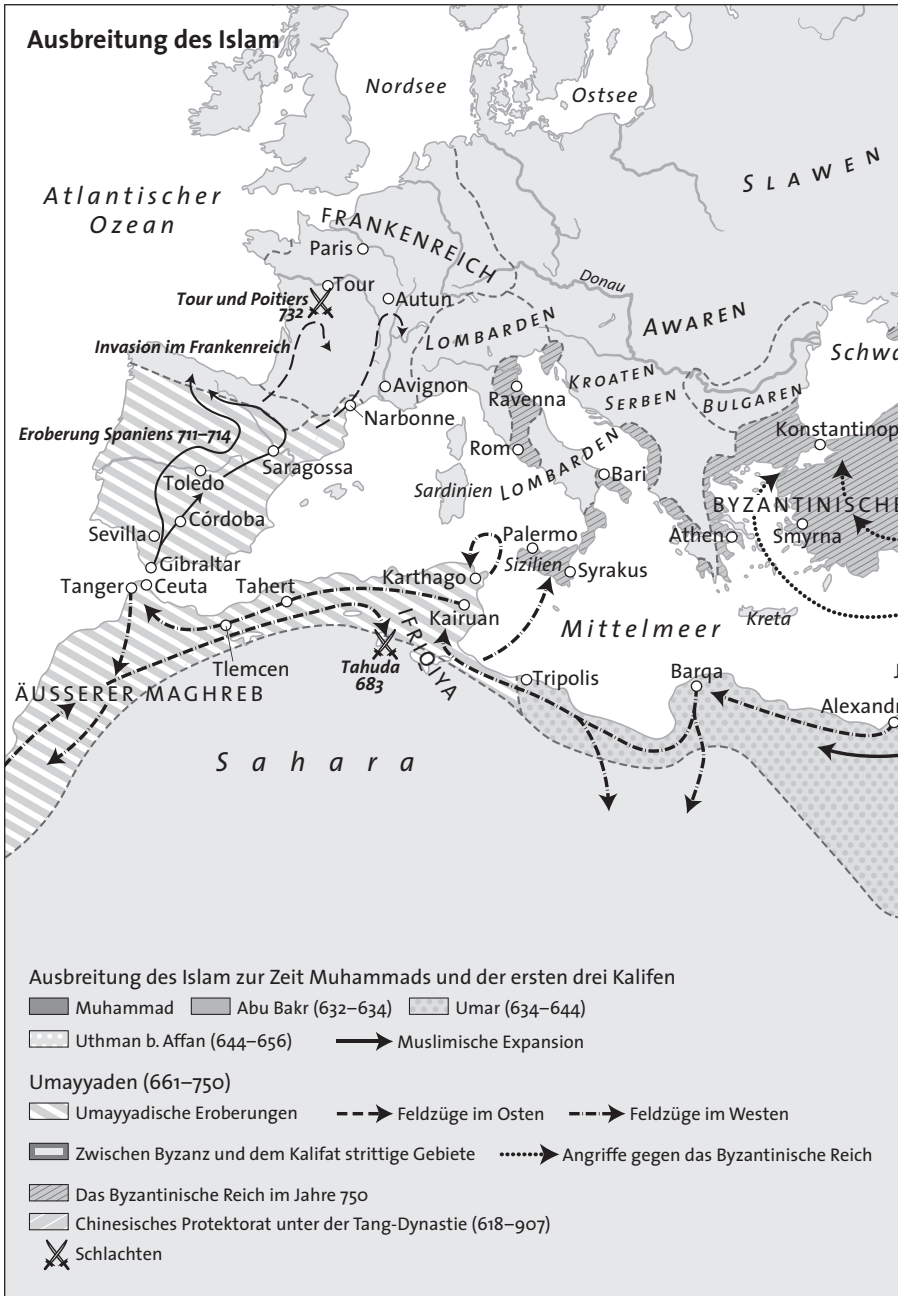 Ausbreitung des Islam
Nordsee
Ostsee
SLAWEN
Atlantischer
Ozean
FRANKENREICH
Paris
Tour
Tour und Poitiers
732
Autun
Donau
AWAREN
LOMBARDEN
Invasion im Frankenreich
Schwa
KROATEN
SERBEN
BULGAREN
Avignon
Ravenna
Narbonne
Eroberung Spaniens 711–714
Konstantinop
Saragossa
Rom
Toledo
LOMBARDEN
Bari
Sardinien
BYZANTINISCHE
Córdoba
Sevilla
Palermo
Athen
Smyrna
Gibraltar
Sizilien
Tanger
Ceuta
Tahert
Karthago
Syrakus
Kairuan
Kreta
Mittelmeer
IFRIQIYA
Tlemcen
Tahuda
683
Tripolis
Barqa
J
ÄUSSERER MAGHREB
Alexandr
Sahara
Ausbreitung des Islam zur Zeit Muhammads und der ersten drei Kalifen
Muhammad Abu Bakr (632–634) Umar (634–644)
Uthman b. Affan (644–656) Muslimische Expansion
Umayyaden (661–750)
Umayyadische Eroberungen Feldzüge im Osten Feldzüge im Westen
Zwischen Byzanz und dem Kalifat strittige Gebiete Angriffe gegen das Byzantinische Reich
Das Byzantinische Reich im Jahre 750
Chinesisches Protektorat unter der Tang-Dynastie (618–907)
Schlachten